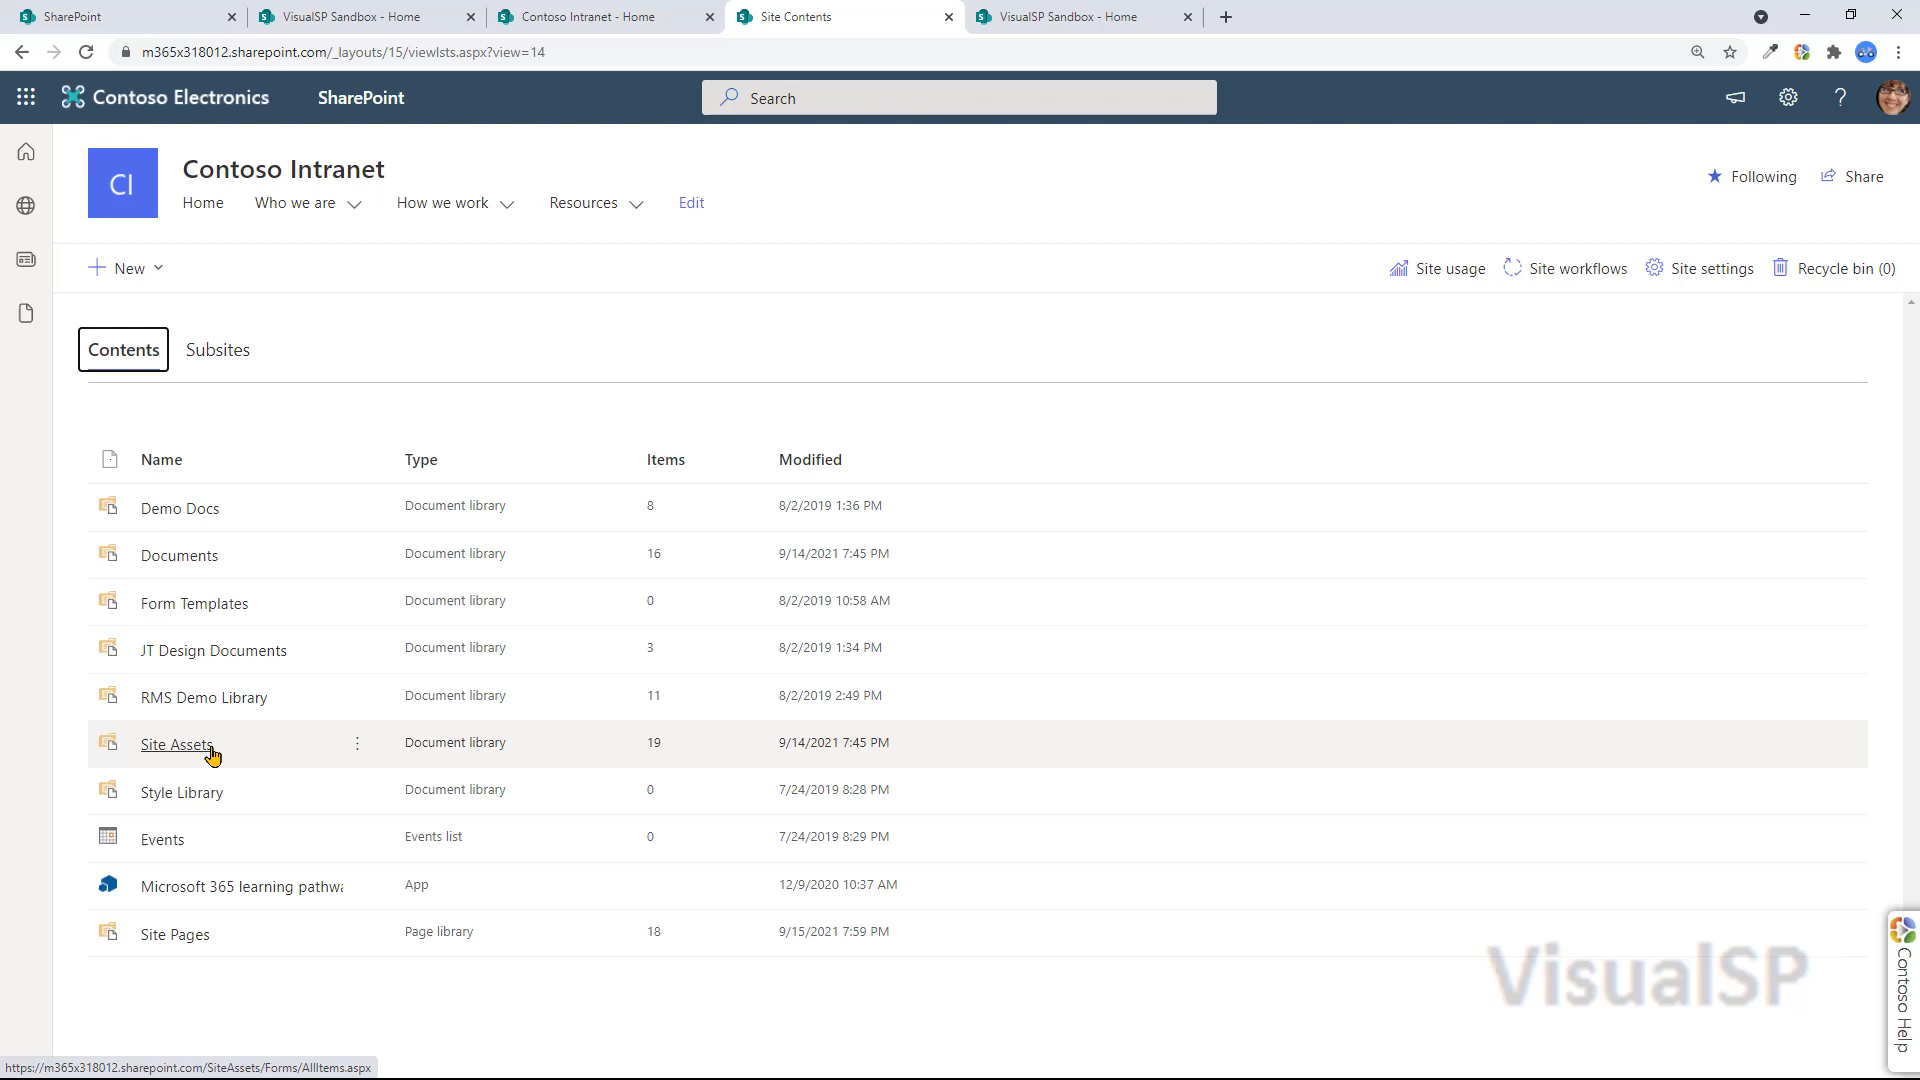 SharePoint
VisualSP Sandbox - Home
Contoso Intranet - Home
Site Contents
VisualSP Sandbox - Home
m365x318012.sharepoint.com/_layouts/15/viewlsts.aspx?view=14
Contoso Electronics
SharePoint
Search
?
CI
Contoso Intranet
Following
Share
Home
Who we are
How we work
Resources
Edit
New
Site usage
Site workflows
Site settings
Recycle bin (0)
Contents
Subsites
Name Type Items Modified
Demo Docs Document library 8 8/2/2019 1:36 PM
Documents Document library 16 9/14/2021 7:45 PM
Form Templates Document library 0 8/2/2019 10:58 AM
JT Design Documents Document library 3 8/2/2019 1:34 PM
RMS Demo Library Document library 11 8/2/2019 2:49 PM
Site Assets Document library 19 9/14/2021 7:45 PM
Style Library Document library 0 7/24/2019 8:28 PM
Events Events list 0 7/24/2019 8:29 PM
Microsoft 365 learning pathwa App 12/9/2020 10:37 AM
Site Pages Page library 18 9/15/2021 7:59 PM
VisualSP
Contoso Help
https://m365x318012.sharepoint.com/SiteAssets/Forms/AllItems.aspx